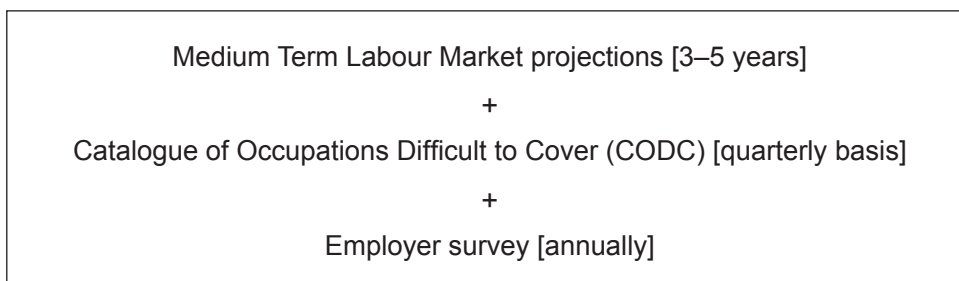 Medium Term Labour Market projections [3–5 years]
+
Catalogue of Occupations Difficult to Cover (CODC) [quarterly basis]
+
Employer survey [annually]